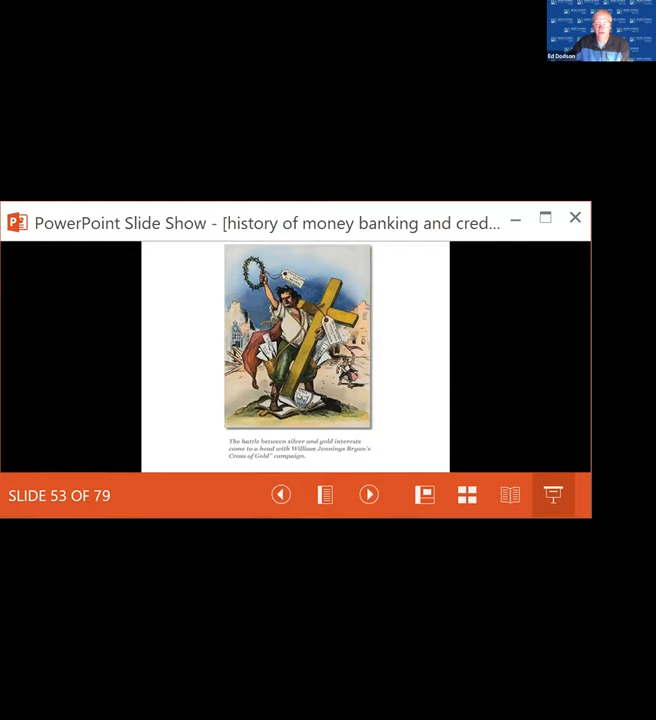 Ed Dodson
PowerPoint Slide Show - [history of money banking and cred...
The battle between silver and gold interests
came to a head with William Jennings Bryan's
Cross of Gold" campaign.
SLIDE 53 OF 79